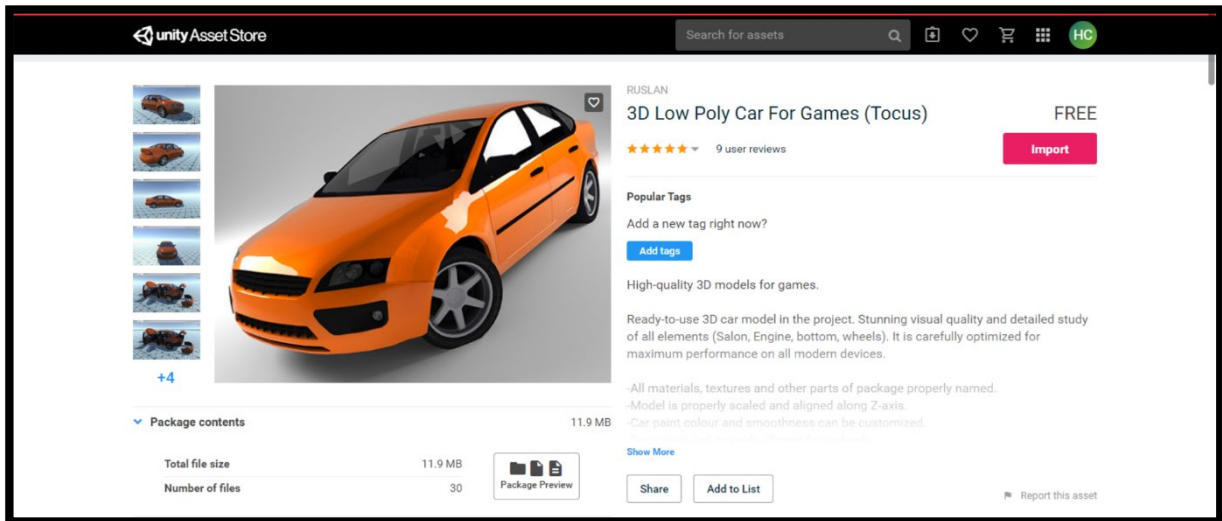 unity Asset Store
Search for assets
HC
RUSLAN
3D Low Poly Car For Games (Tocus)
FREE
9 user reviews
Import
Popular Tags
Add a new tag right now?
Add tags
High-quality 3D models for games.
Ready-to-use 3D car model in the project. Stunning visual quality and detailed study
of all elements (Salon, Engine, bottom, wheels). It is carefully optimized for
maximum performance on all modern devices.
-All materials, textures and other parts of package properly named.
-Model is properly scaled and aligned along Z-axis.
-Car paint colour and smoothness can be customized.
Show More
Share
Add to List
Report this asset
+4
Package contents
11.9 MB
Total file size
11.9 MB
Number of files
30
Package Preview